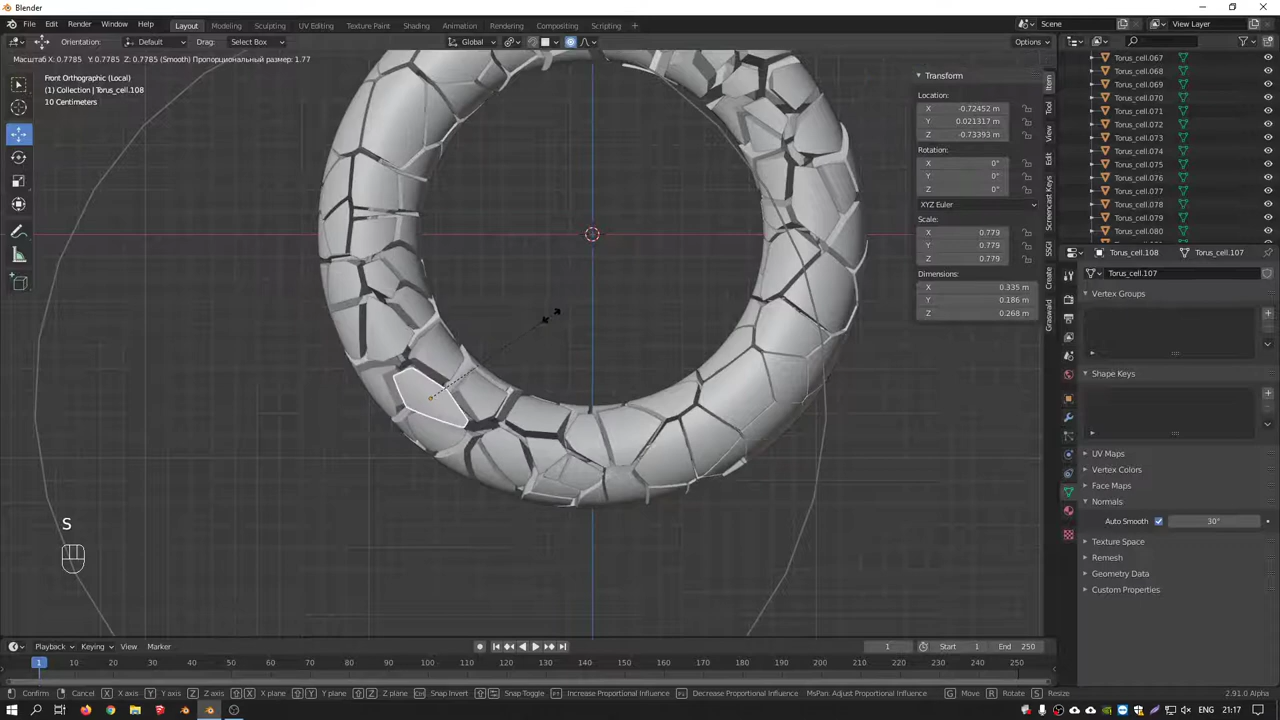 Blender
File Edit Render Window Help Layout Modeling Sculpting UV Editing Texture Paint Shading Animation Rendering Compositing Scripting + Scene View Layer
Orientation: Default Drag: Select Box Global Options
Масштаб X: 0.7785 Y: 0.7785 Z: 0.7785 (Smooth) Пропорциональный размер: 1.77
Front Orthographic (Local)
(1) Collection | Torus_cell.108
10 Centimeters
Transform
Location:
X -0.72452 m
Y 0.021317 m
Z -0.73393 m
Rotation:
X 0°
Y 0°
Z 0°
XYZ Euler
Scale:
X 0.779
Y 0.779
Z 0.779
Dimensions:
X 0.335 m
Y 0.186 m
Z 0.268 m
Item
Tool
View
Edit
Screencast Keys
SSGI
Create
Graswald
Torus_cell.067
Torus_cell.068
Torus_cell.069
Torus_cell.070
Torus_cell.071
Torus_cell.072
Torus_cell.073
Torus_cell.074
Torus_cell.075
Torus_cell.076
Torus_cell.077
Torus_cell.078
Torus_cell.079
Torus_cell.080
Torus_cell.108 Torus_cell.107
Torus_cell.107
Vertex Groups
Shape Keys
UV Maps
Vertex Colors
Face Maps
Normals
Auto Smooth 30°
Texture Space
Remesh
Geometry Data
Custom Properties
S
Playback Keying View Marker 1 Start 1 End 250
1 10 20 30 40 50 60 70 80 90 100 110 120 130 140 150 160 170 180 190 200 210 220 230 240 250
Confirm Cancel X X axis Y Y axis Z Z axis X X plane Y Y plane Z Z plane Snap Invert Snap Toggle Increase Proportional Influence Decrease Proportional Influence MsPan: Adjust Proportional Influence G Move R Rotate S Resize 2.91.0 Alpha
ENG 21:17